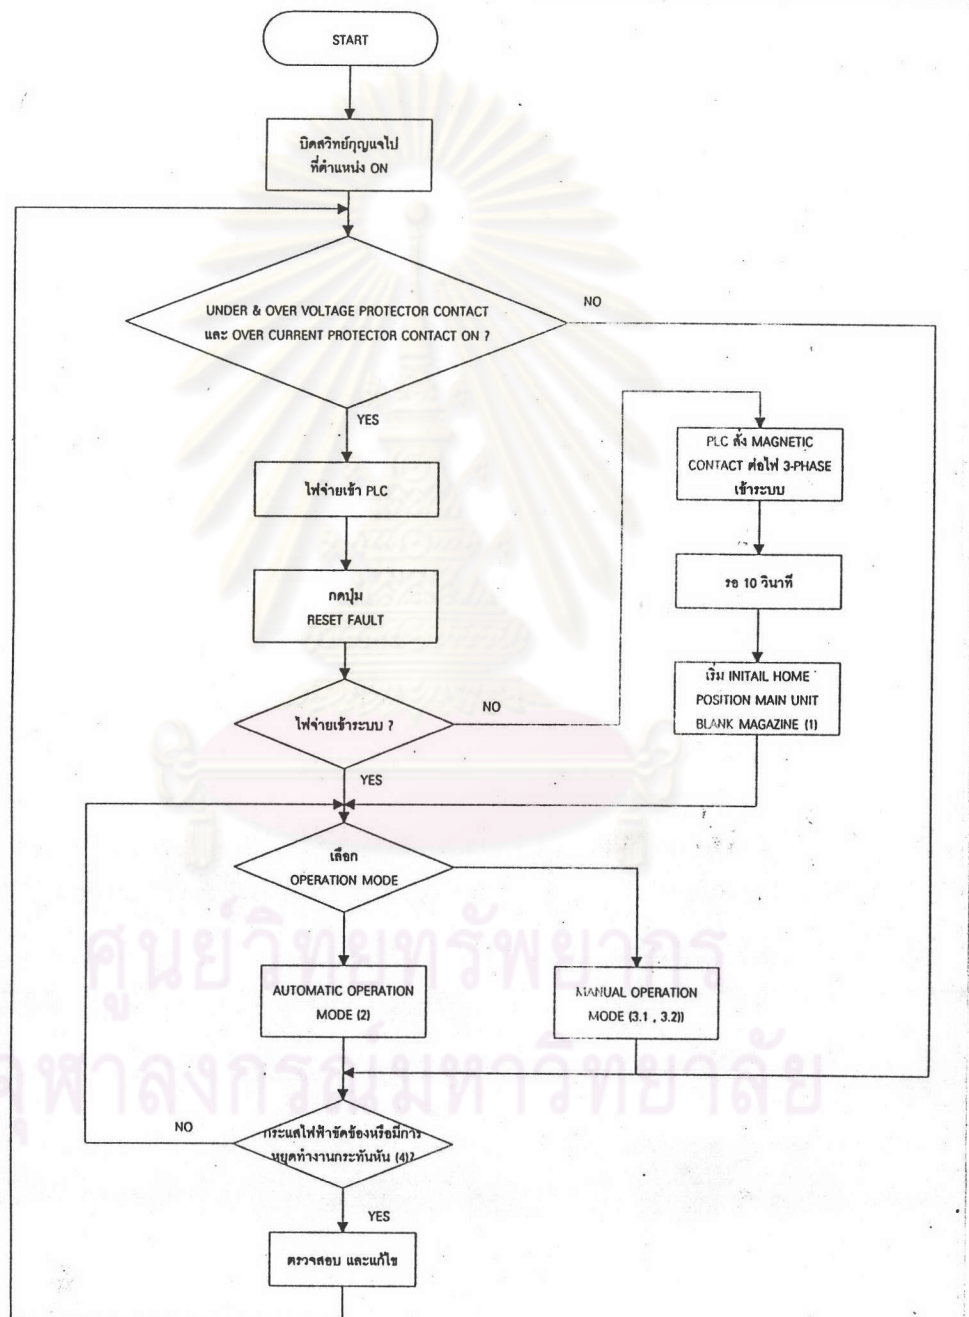 START
บิดสวิทย์กุญแจไป
ที่ตำแหน่ง ON
UNDER & OVER VOLTAGE PROTECTOR CONTACT
และ OVER CURRENT PROTECTOR CONTACT ON ?
NO
YES
ไฟจ่ายเข้า PLC
กดปุ่ม
RESET FAULT
ไฟจ่ายเข้าระบบ ?
NO
YES
PLC สั่ง MAGNETIC
CONTACT ต่อไฟ 3-PHASE
เข้าระบบ
รอ 10 วินาที
เริ่ม INITAIL HOME
POSITION MAIN UNIT
BLANK MAGAZINE (1)
เลือก
OPERATION MODE
AUTOMATIC OPERATION
MODE (2)
MANUAL OPERATION
MODE (3.1 , 3.2))
กระแสไฟฟ้าขัดข้องหรือมีการ
หยุดทำงานกระทันหัน (4)?
NO
YES
ตรวจสอบ และแก้ไข
ศูนย์วิทยทรัพยากร
จุฬาลงกรณ์มหาวิทยาลัย